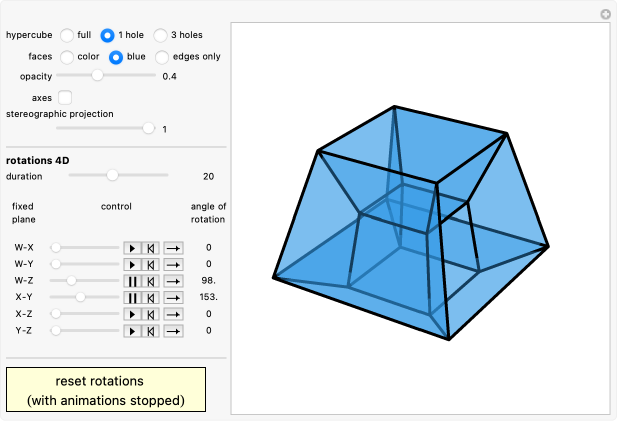 hypercube full 1 hole 3 holes
faces color blue edges only
opacity 0.4
axes
stereographic projection
1
rotations 4D
duration 20
fixed plane control angle of rotation
W-X 0
W-Y 0
W-Z 98.
X-Y 153.
X-Z 0
Y-Z 0
reset rotations
(with animations stopped)